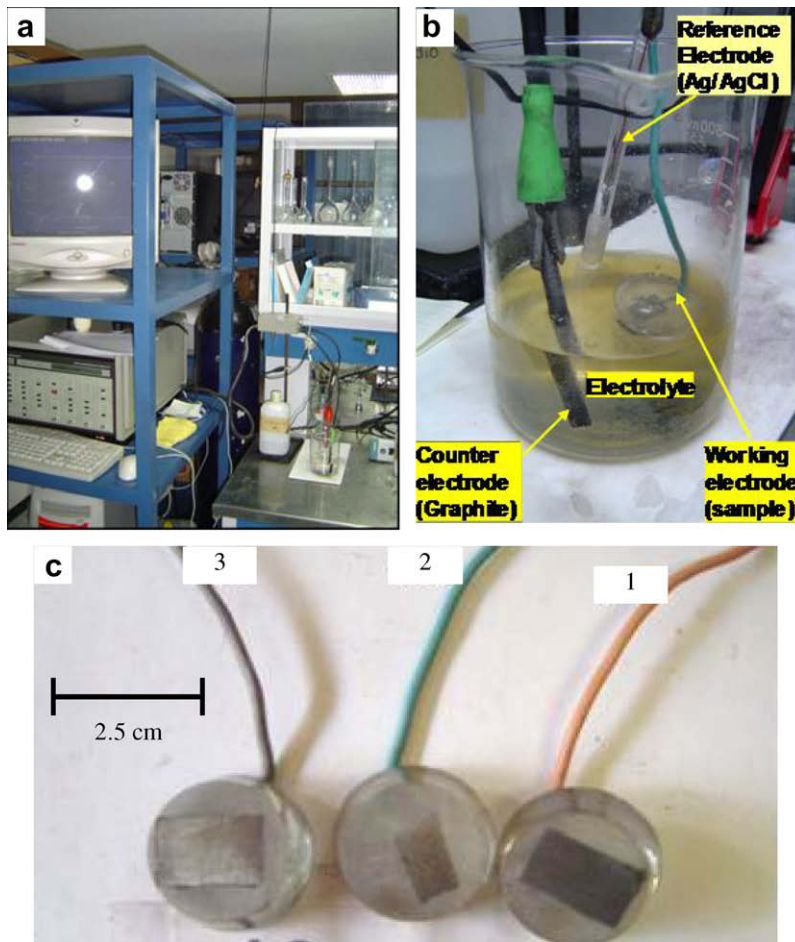 a
b
Reference
Electrode
(Ag/AgCl)
Electrolyte
Counter
electrode
(Graphite)
Working
electrode
(sample)
c
3
2
1
2.5 cm